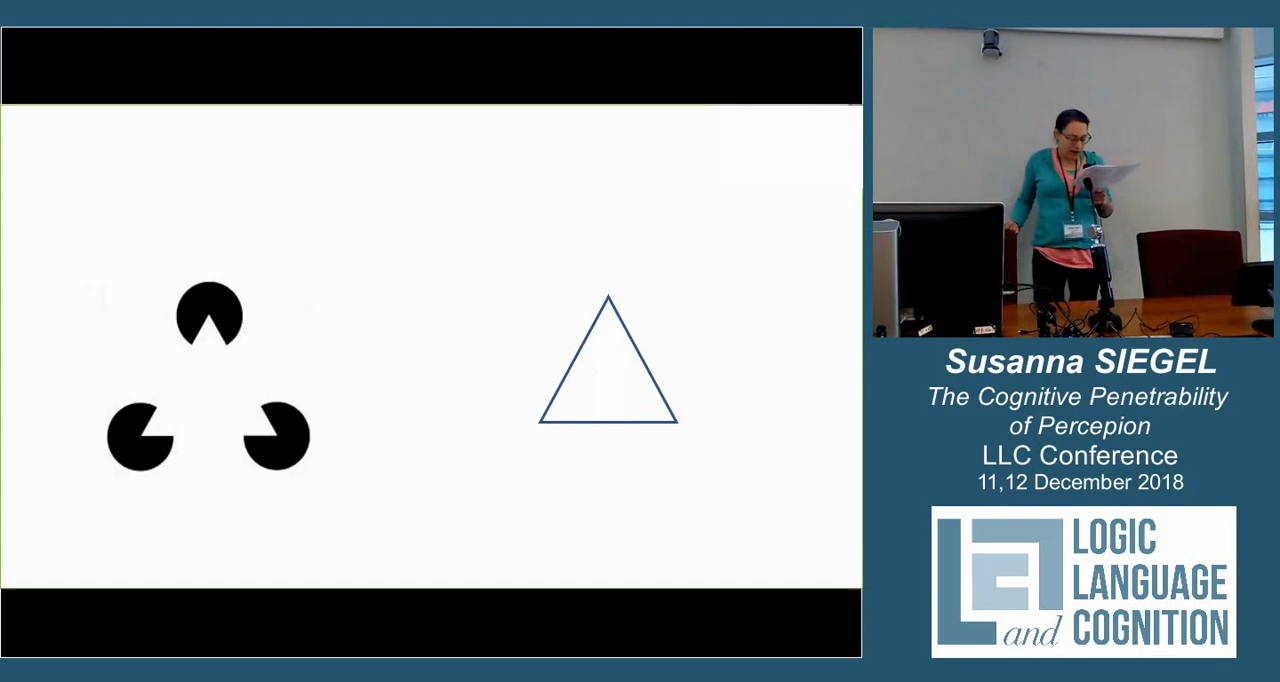 Susanna SIEGEL
The Cognitive Penetrability
of Percepion
LLC Conference
11,12 December 2018
LOGIC
LANGUAGE
and COGNITION